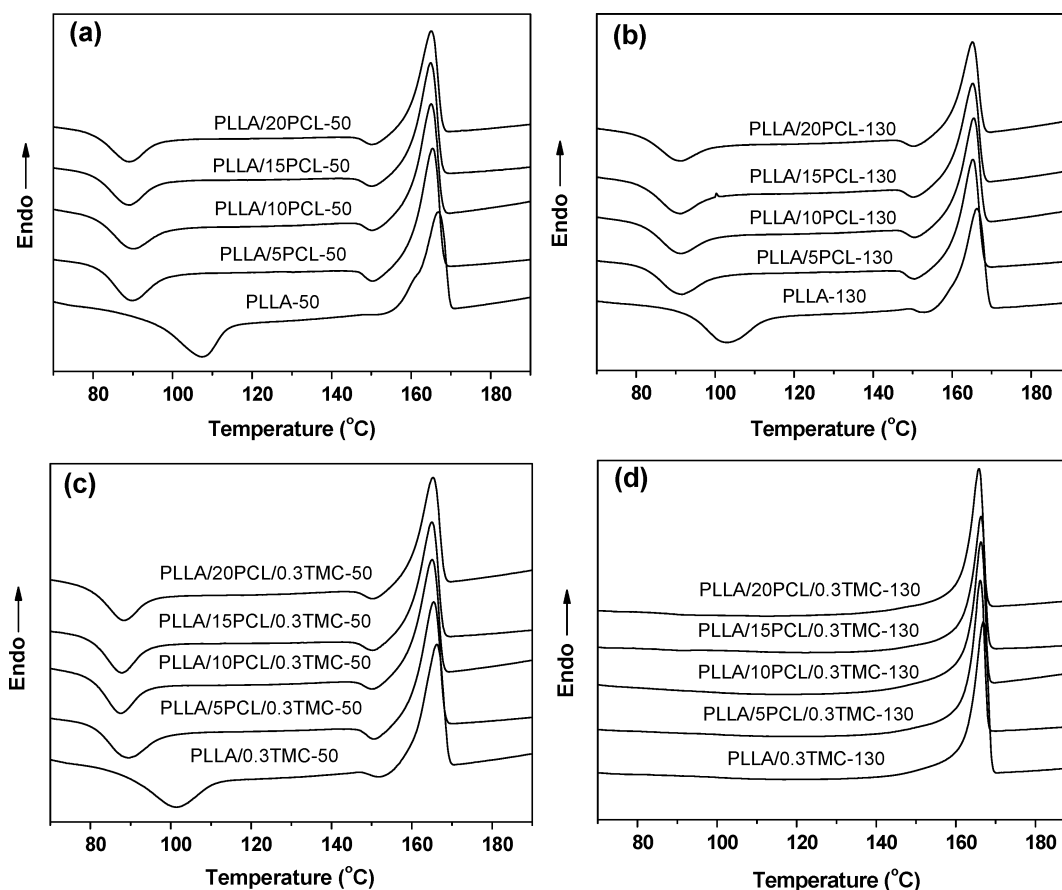 (a)
PLLA/20PCL-50
PLLA/15PCL-50
PLLA/10PCL-50
PLLA/5PCL-50
PLLA-50
Endo
80 100 120 140 160 180
Temperature (°C)
(b)
PLLA/20PCL-130
PLLA/15PCL-130
PLLA/10PCL-130
PLLA/5PCL-130
PLLA-130
Endo
80 100 120 140 160 180
Temperature (°C)
(c)
PLLA/20PCL/0.3TMC-50
PLLA/15PCL/0.3TMC-50
PLLA/10PCL/0.3TMC-50
PLLA/5PCL/0.3TMC-50
PLLA/0.3TMC-50
Endo
80 100 120 140 160 180
Temperature (°C)
(d)
PLLA/20PCL/0.3TMC-130
PLLA/15PCL/0.3TMC-130
PLLA/10PCL/0.3TMC-130
PLLA/5PCL/0.3TMC-130
PLLA/0.3TMC-130
Endo
80 100 120 140 160 180
Temperature (°C)